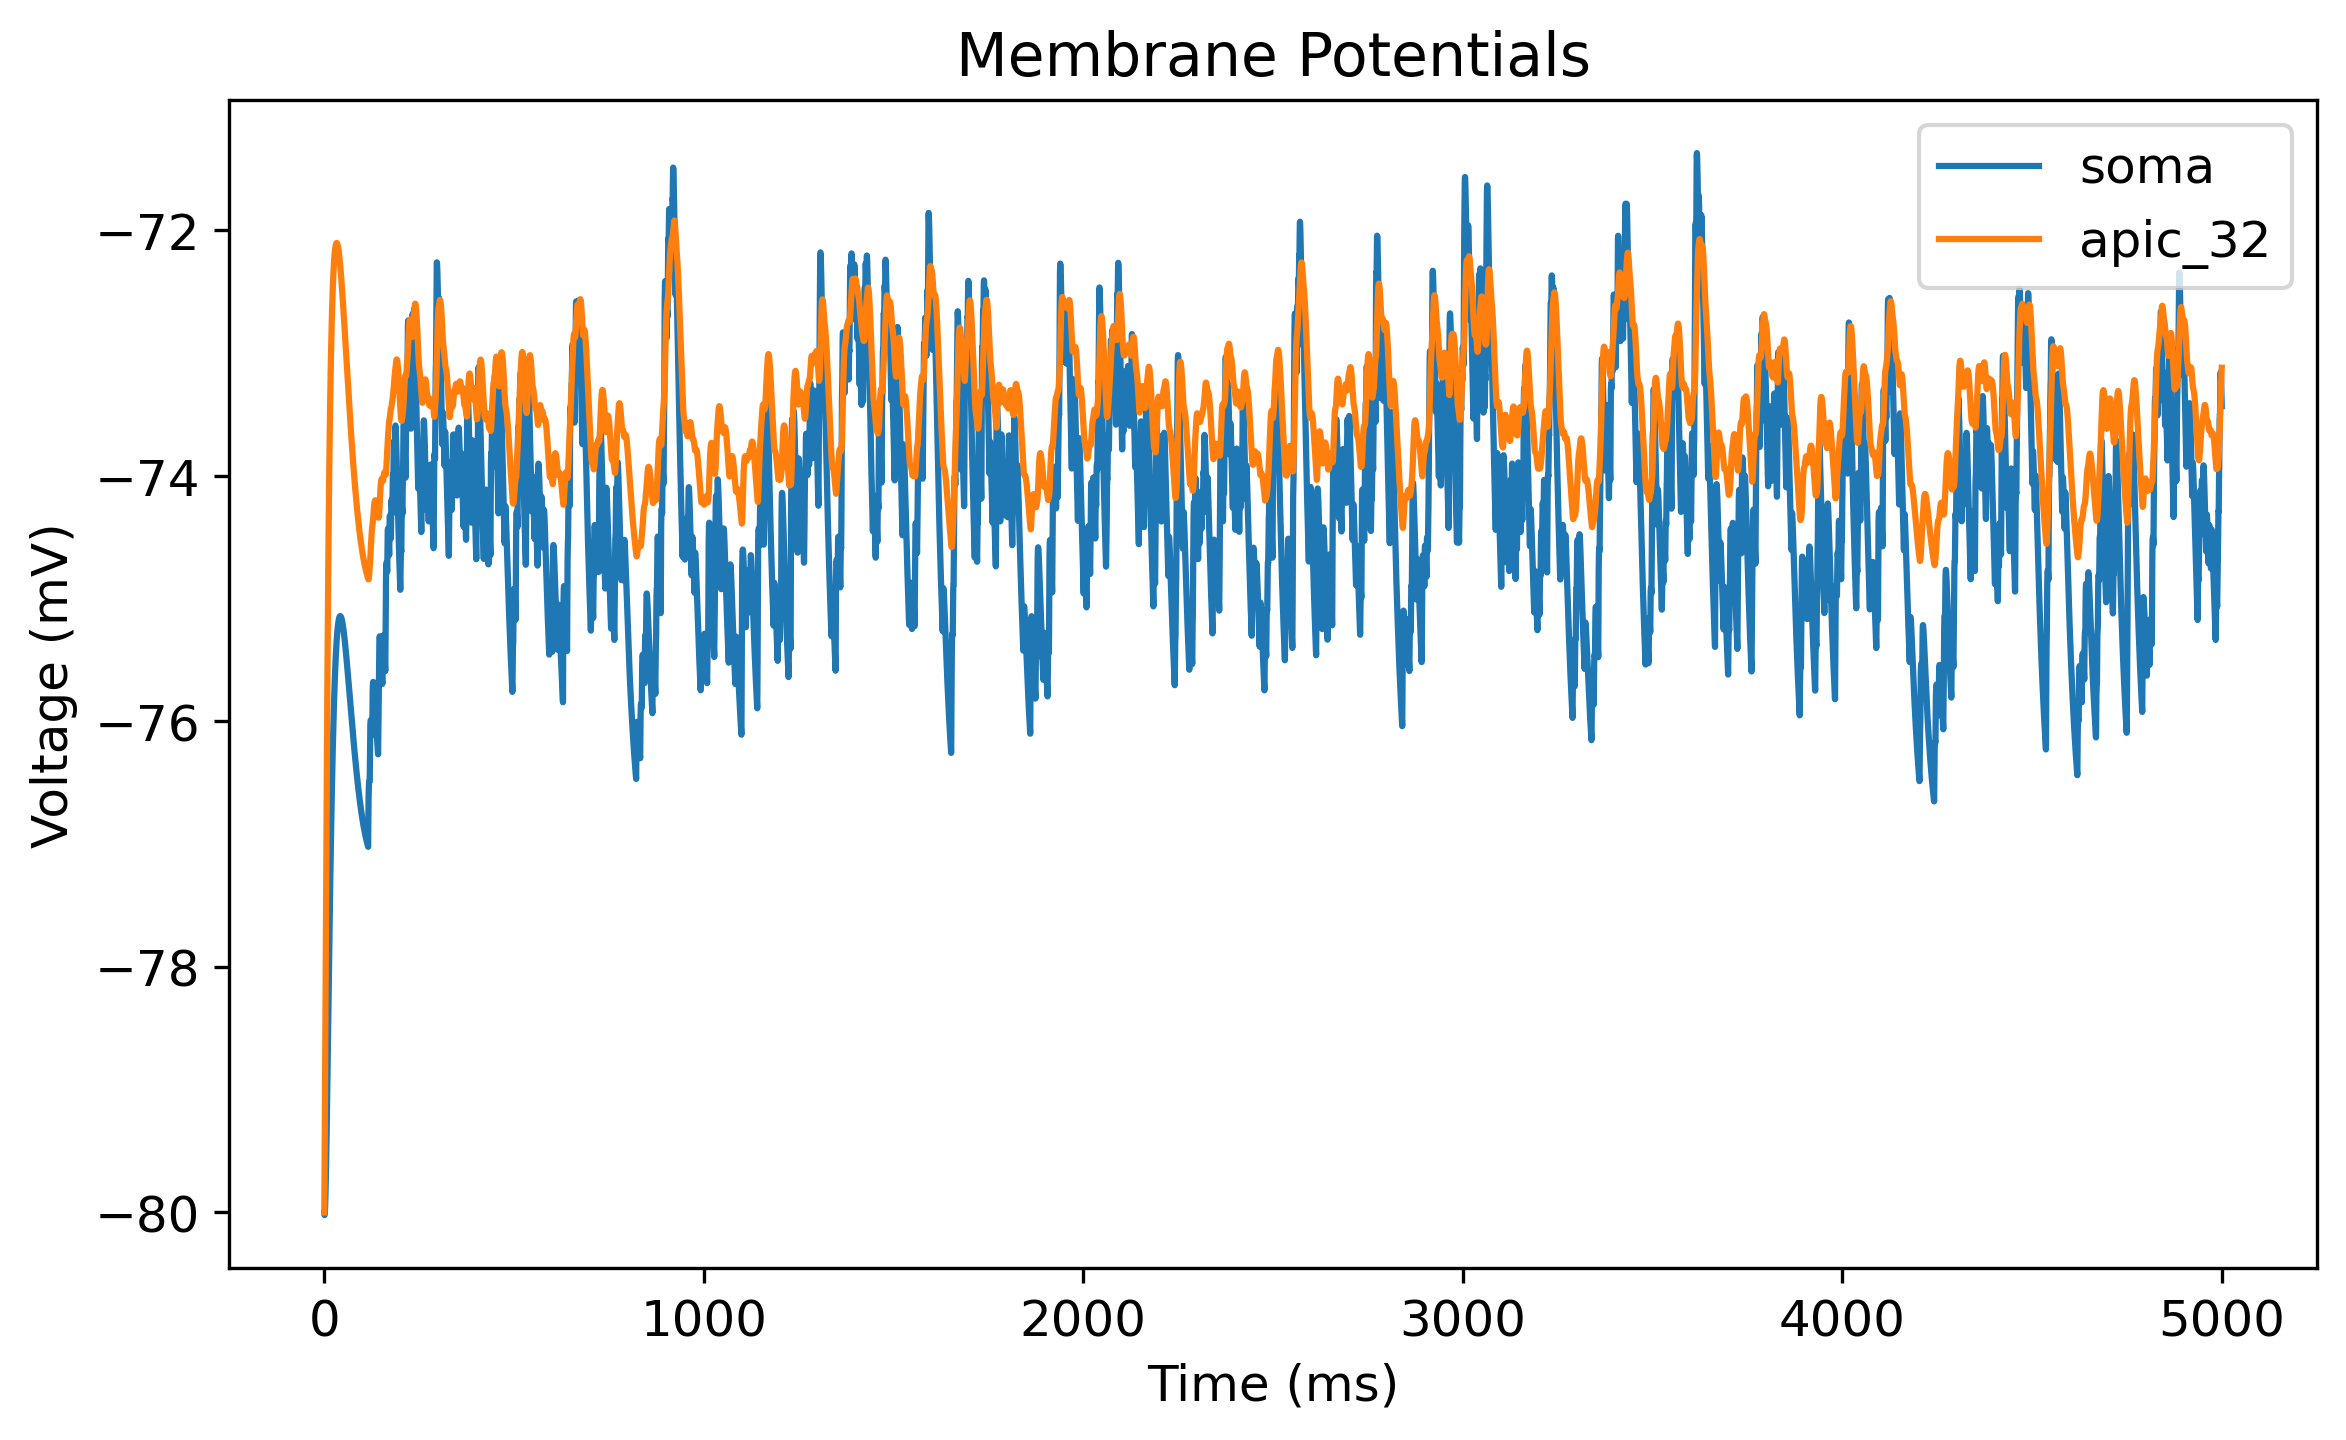 Membrane Potentials
soma
apic_32
Voltage (mV)
−72
−74
−76
−78
−80
0 1000 2000 3000 4000 5000
Time (ms)